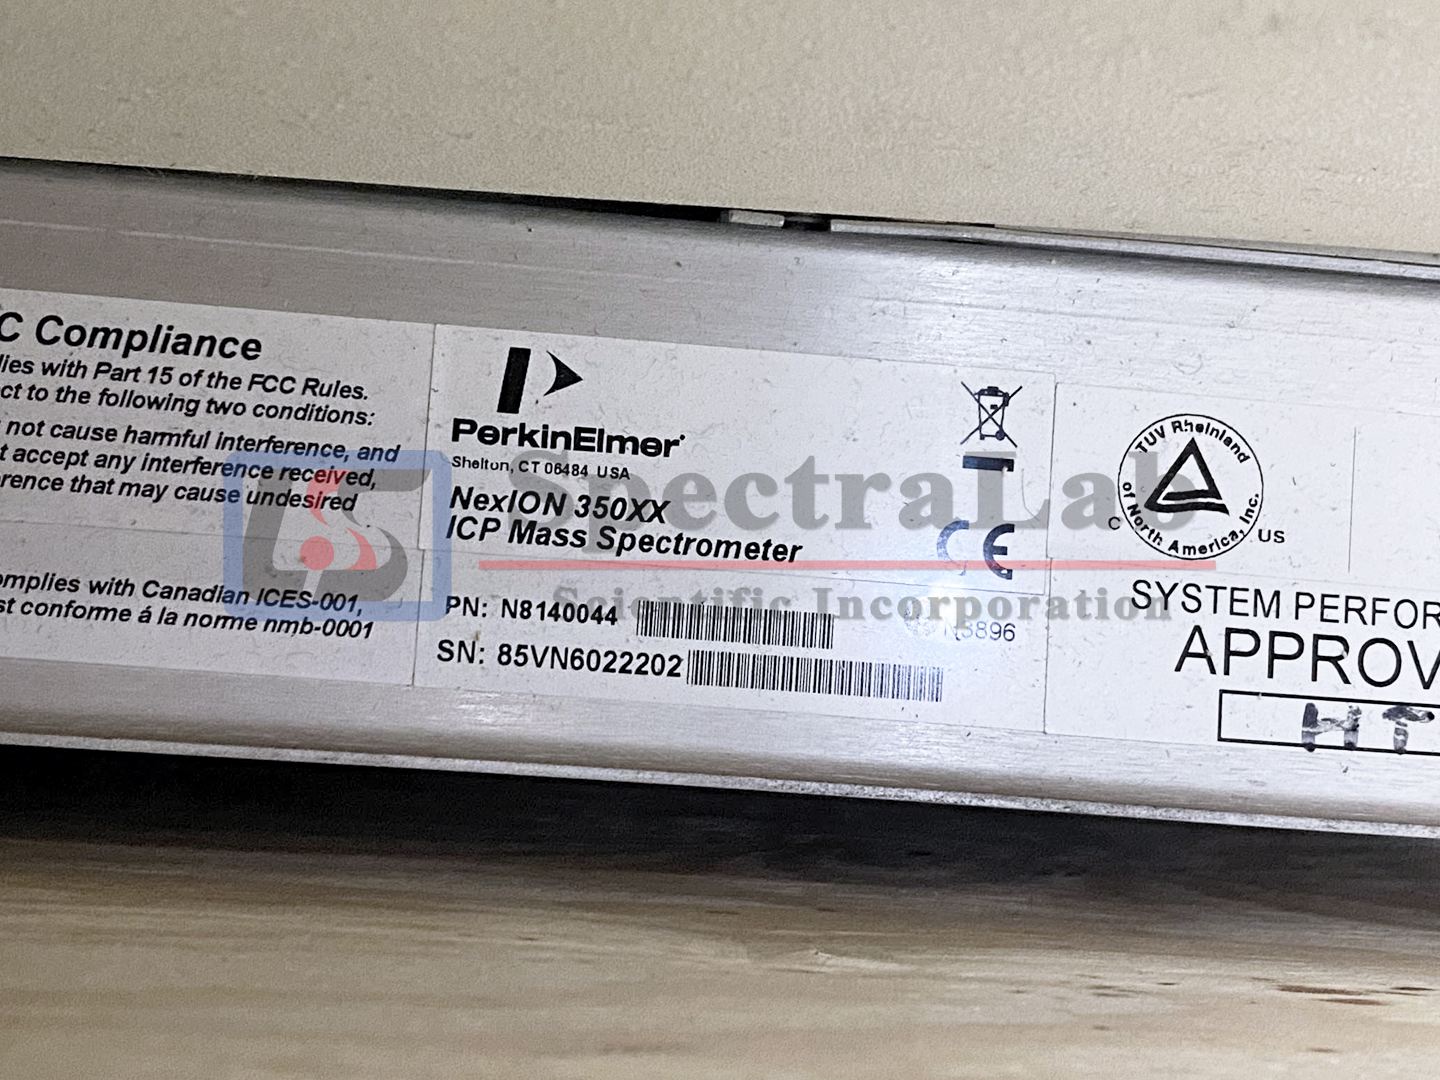 C Compliance
lies with Part 15 of the FCC Rules.
ct to the following two conditions:
not cause harmful interference, and
t accept any interference received,
rence that may cause undesired
omplies with Canadian ICES-001,
st conforme á la norme nmb-0001
PerkinElmer
Shelton, CT 06484 USA
NexION 350XX
ICP Mass Spectrometer
PN: N8140044
SN: 85VN6022202
CE
TUV Rheinland
of North America, Inc.
C US
SYSTEM PERFOR
APPROV
HT
SpectraLab
Scientific Incorporation